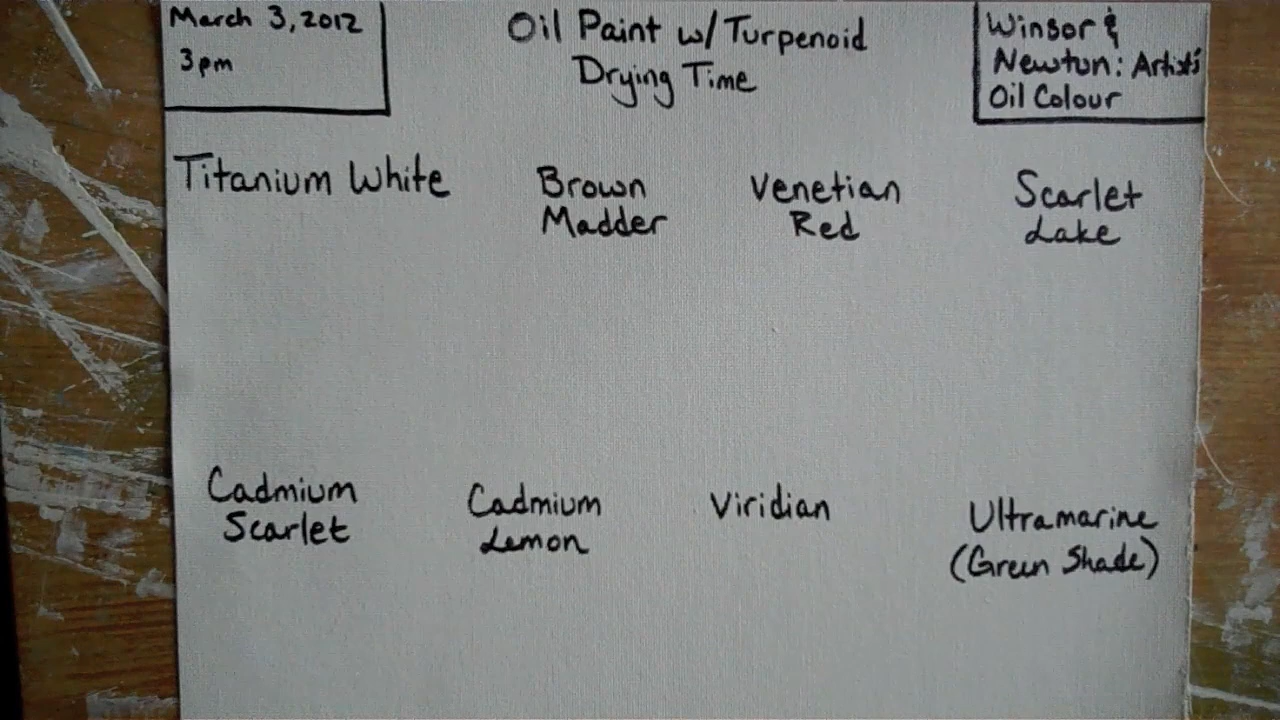 March 3, 2012
3pm
Oil Paint w/ Turpenoid
Drying Time
Winsor &
Newton: Artists'
Oil Colour
Titanium White
Brown
Madder
Venetian
Red
Scarlet
Lake
Cadmium
Scarlet
Cadmium
Lemon
Viridian
Ultramarine
(Green Shade)